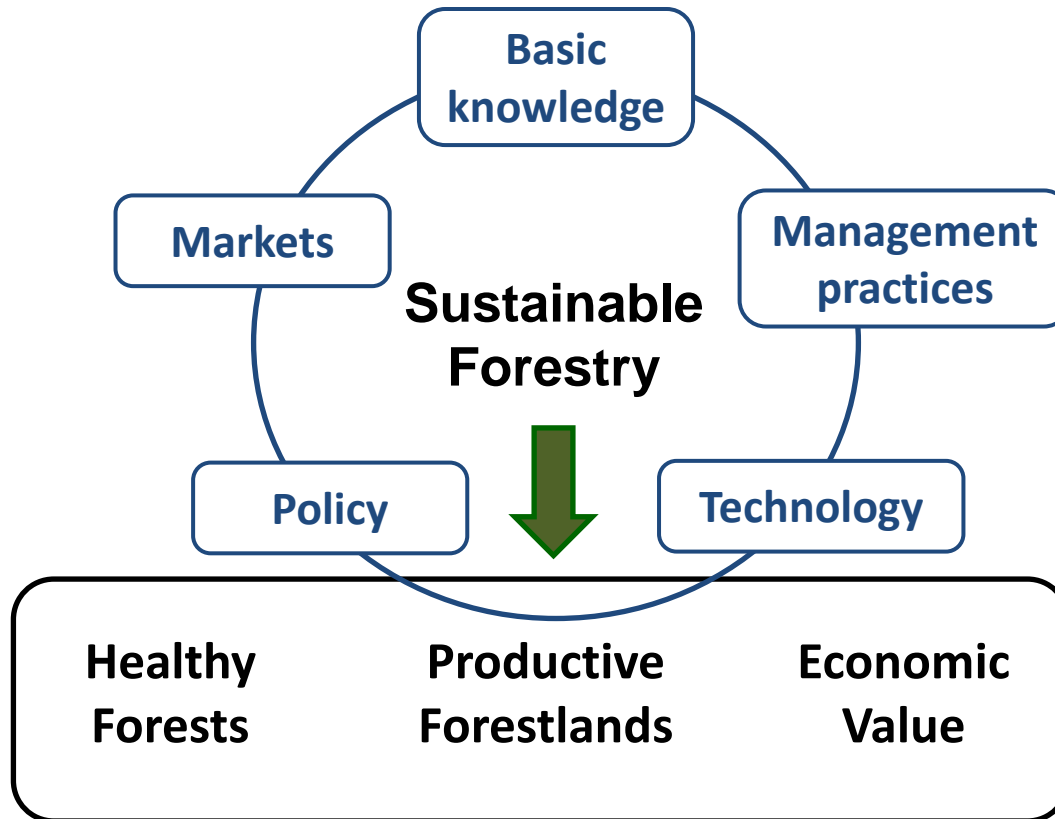 Basic
knowledge
Markets
Management
practices
Sustainable
Forestry
Policy
Technology
Healthy
Forests
Productive
Forestlands
Economic
Value